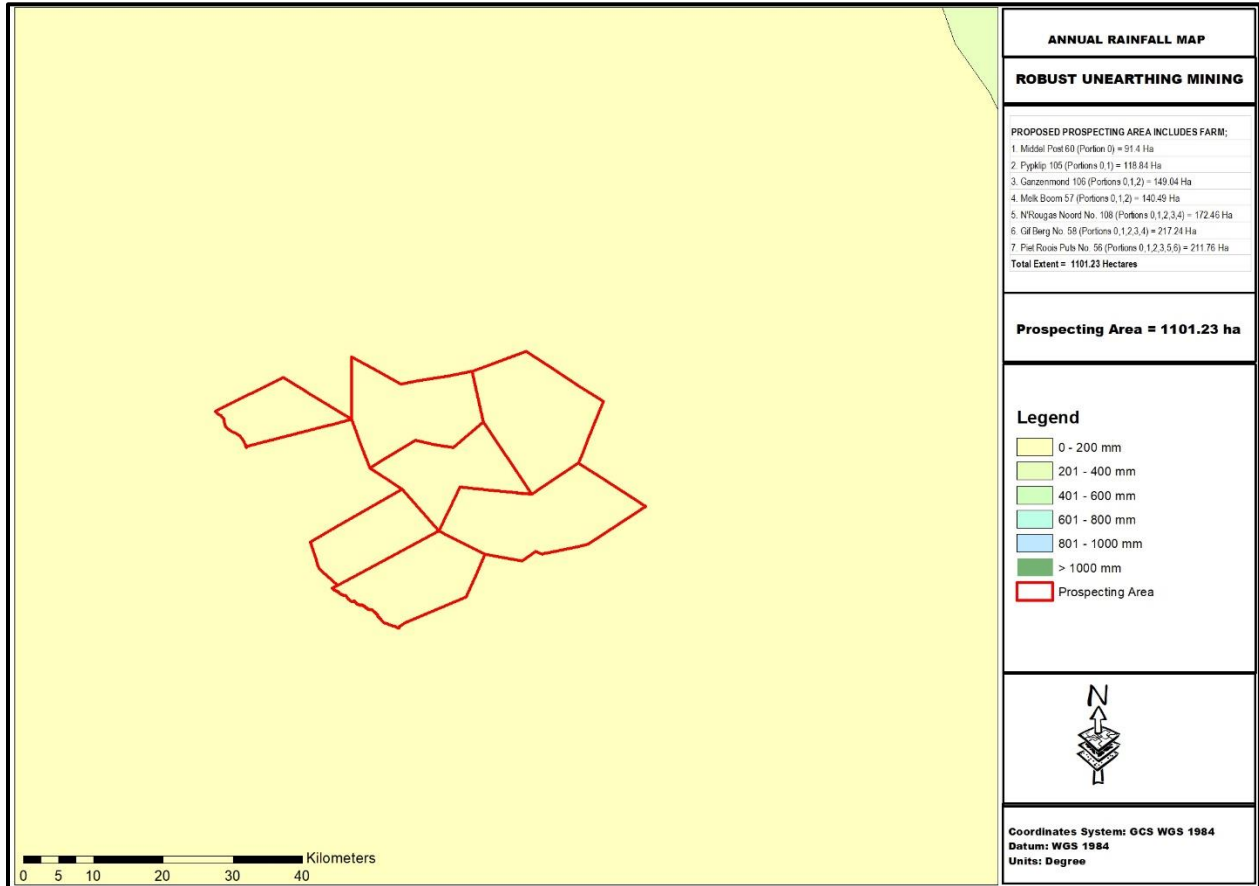 ANNUAL RAINFALL MAP
ROBUST UNEARTHING MINING
PROPOSED PROSPECTING AREA INCLUDES FARM;
1. Middel Post 60 (Portion 0) = 91.4 Ha
2. Pypklip 105 (Portions 0,1) = 118.84 Ha
3. Ganzenmond 106 (Portions 0,1,2) = 149.04 Ha
4. Melk Boom 57 (Portions 0,1,2) = 140.49 Ha
5. N'Rougas Noord No. 108 (Portions 0,1,2,3,4) = 172.46 Ha
6. Gif Berg No. 58 (Portions 0,1,2,3,4) = 217.24 Ha
7. Piet Roois Puts No. 56 (Portions 0,1,2,3,5,6) = 211.76 Ha
Total Extent = 1101.23 Hectares
Prospecting Area = 1101.23 ha
Legend
0 - 200 mm
201 - 400 mm
401 - 600 mm
601 - 800 mm
801 - 1000 mm
> 1000 mm
Prospecting Area
N
Coordinates System: GCS WGS 1984
Datum: WGS 1984
Units: Degree
Kilometers
0 5 10 20 30 40